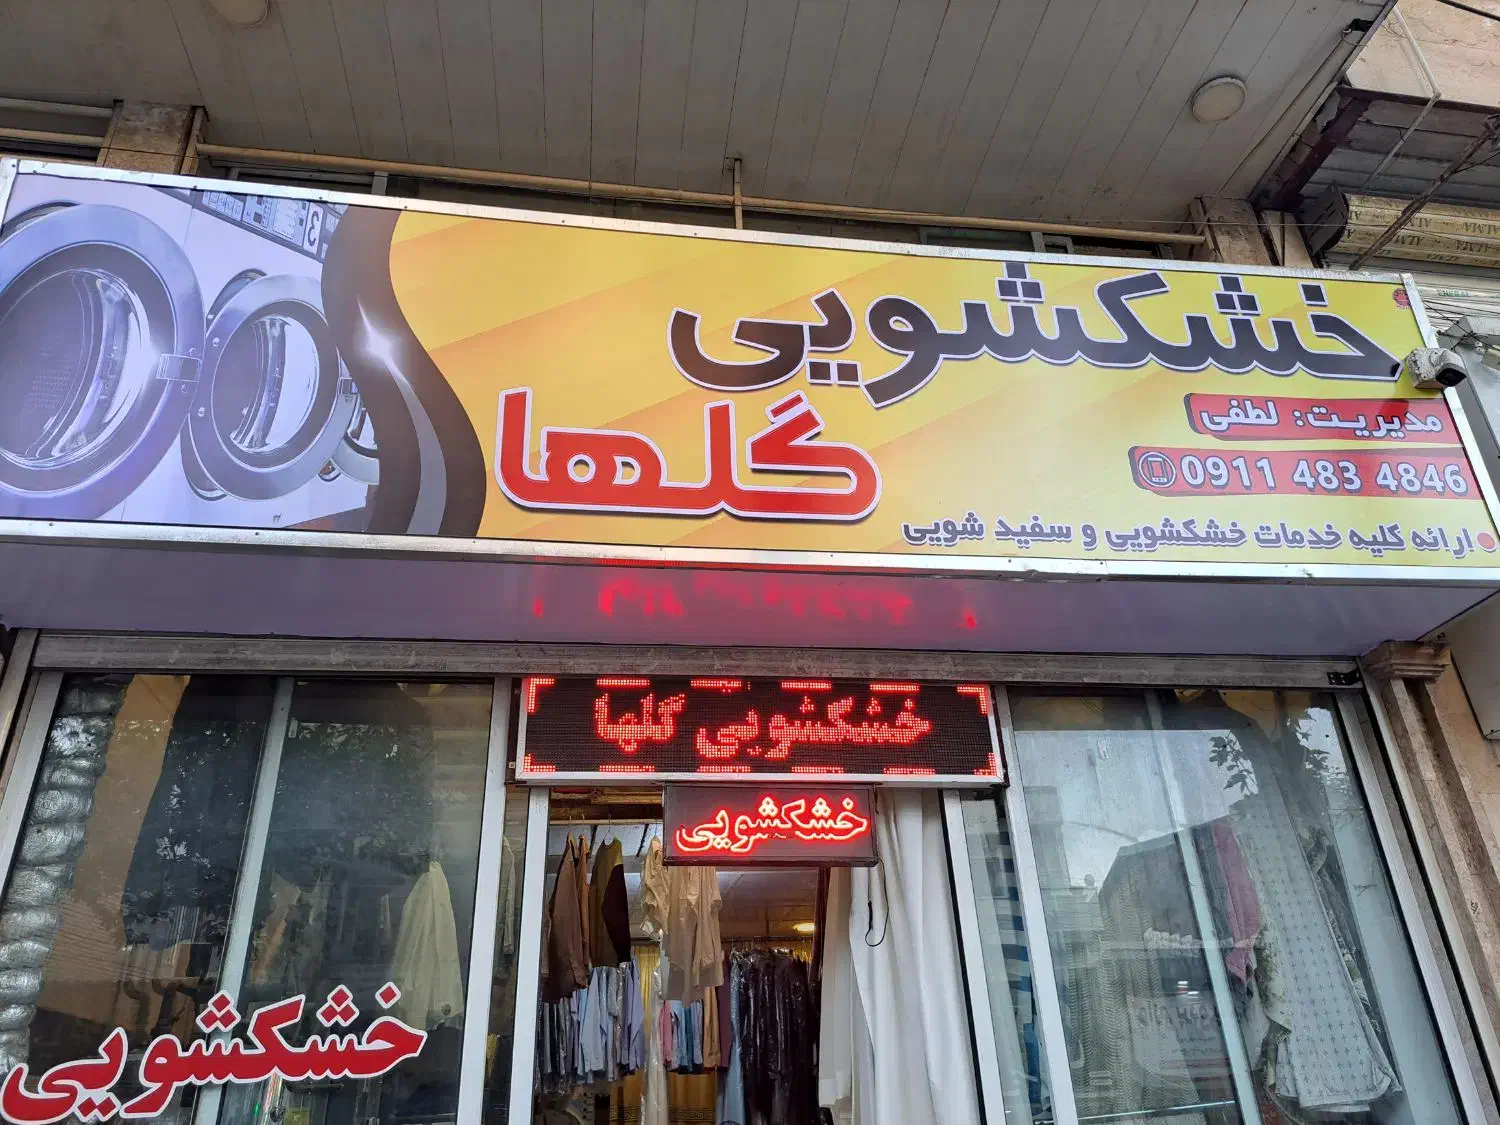 خشکشویی
گلها
مدیریت: لطفی
0911 483 4846
ارائه کلیه خدمات خشکشویی و سفید شویی
خشکشویی گلها
خشکشویی
خشکشویی